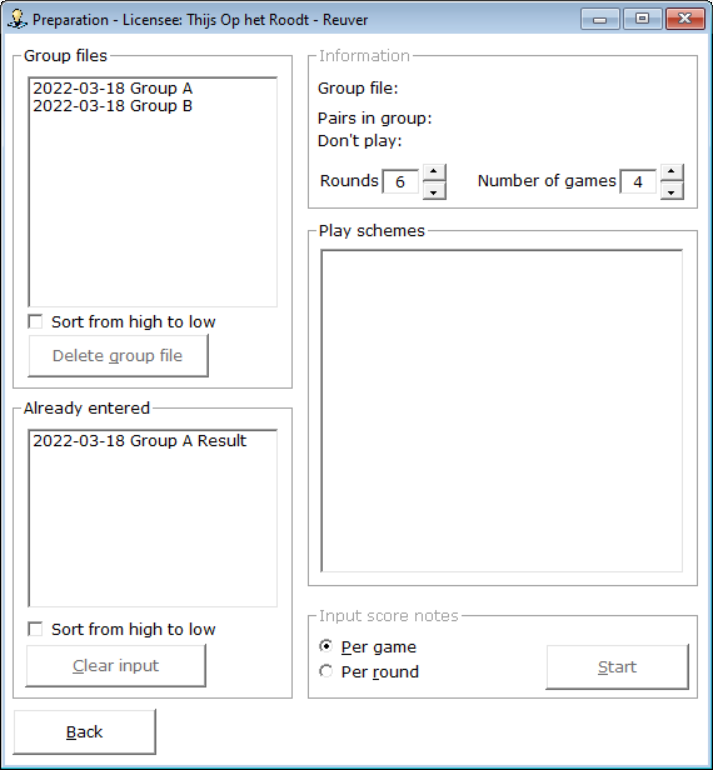 Preparation - Licensee: Thijs Op het Roodt - Reuver
Group files
2022-03-18 Group A
2022-03-18 Group B
Sort from high to low
Delete group file
Already entered
2022-03-18 Group A Result
Sort from high to low
Clear input
Back
Information
Group file:
Pairs in group:
Don't play:
Rounds 6 Number of games 4
Play schemes
Input score notes
Per game
Per round
Start